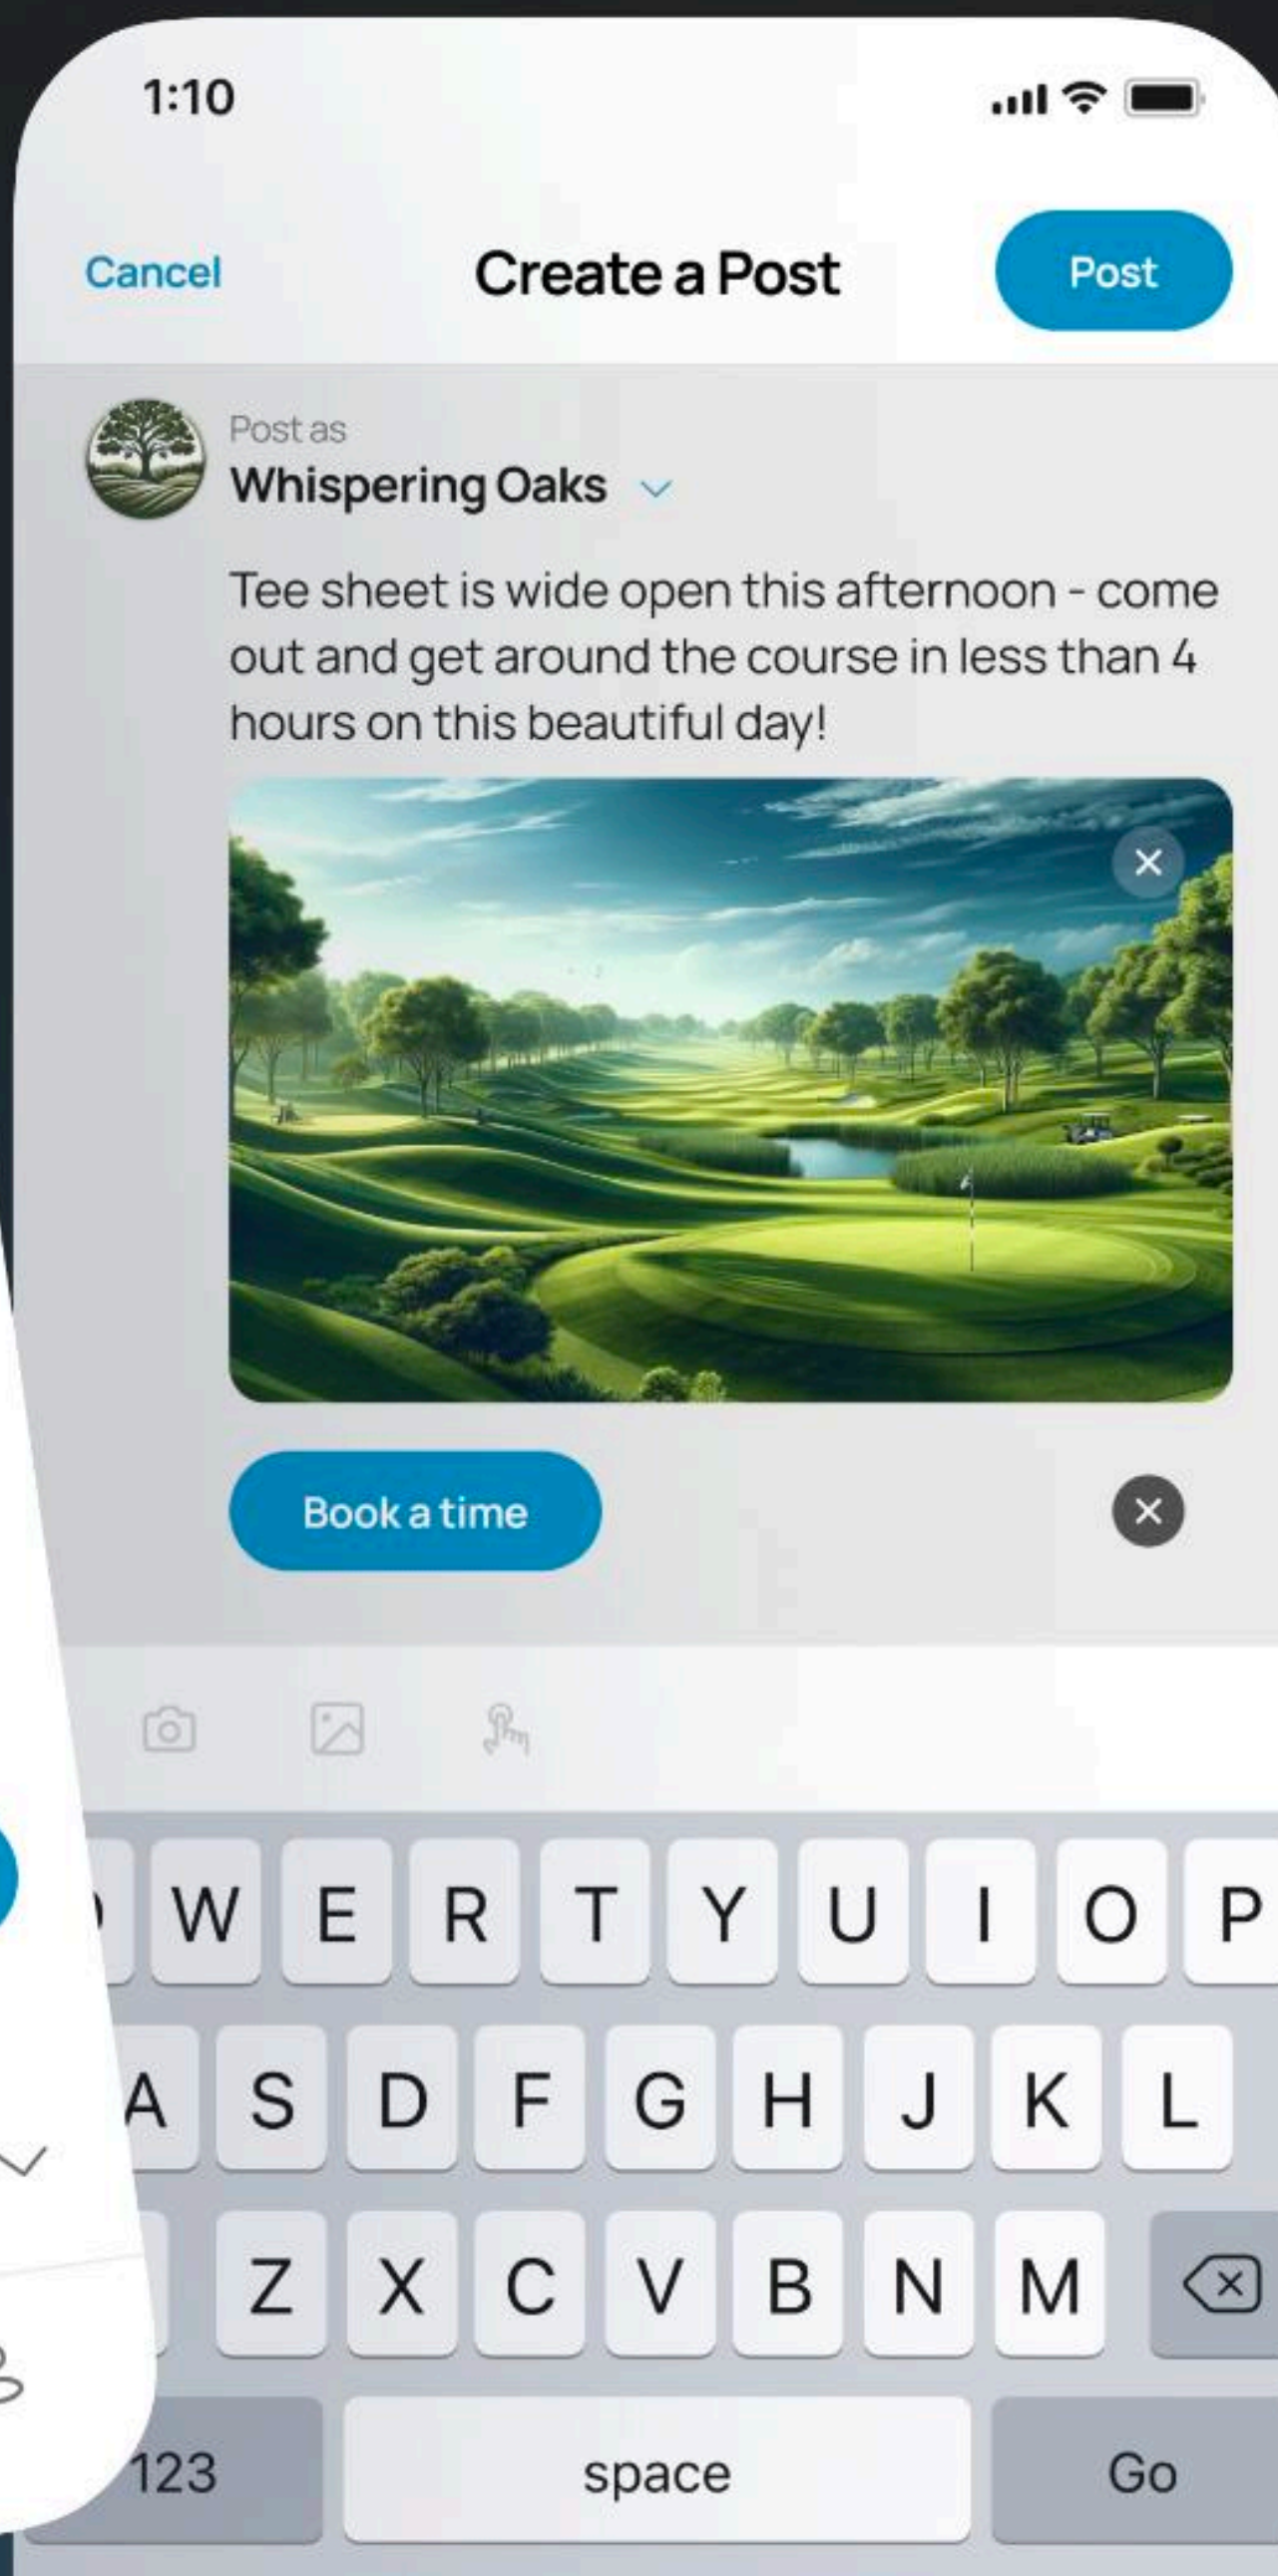 1:10
Cancel
Create a Post
Post
Post as
Whispering Oaks
Tee sheet is wide open this afternoon - come
out and get around the course in less than 4
hours on this beautiful day!
Book a time
W E R T Y U I O P
A S D F G H J K L
Z X C V B N M
123
space
Go